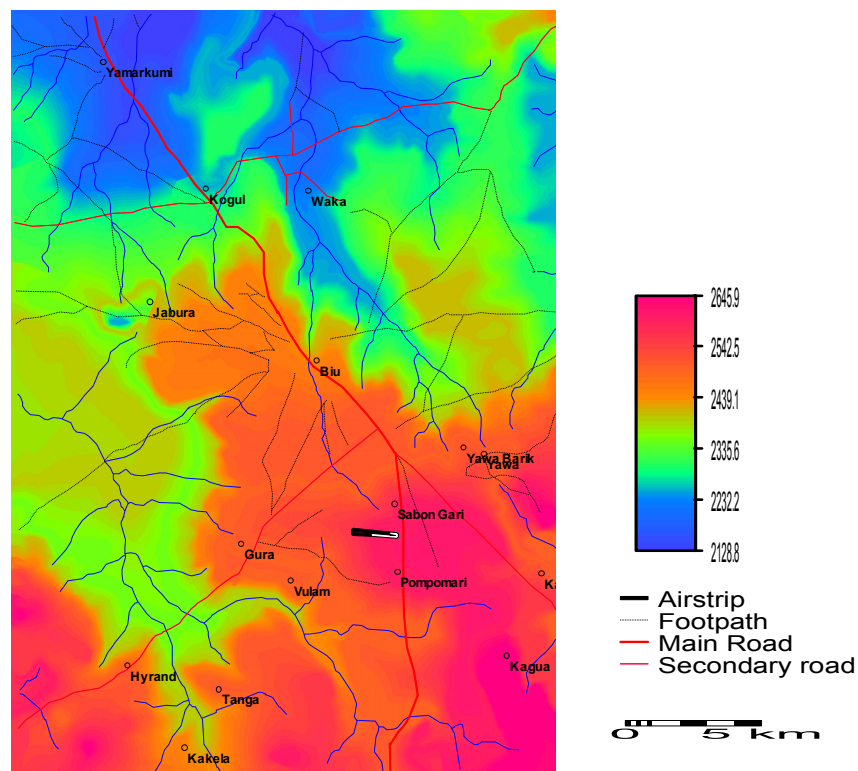 Yamarkumi
Kogul
Waka
Jabura
Biu
Yawa Barik
Yawa
Sabon Gari
Gura
Pompomari
Ka
Vulam
Kagua
Hyrand
Tanga
Kakela
2645.9
2542.5
2439.1
2335.6
2232.2
2128.8
Airstrip
Footpath
Main Road
Secondary road
0 5 km